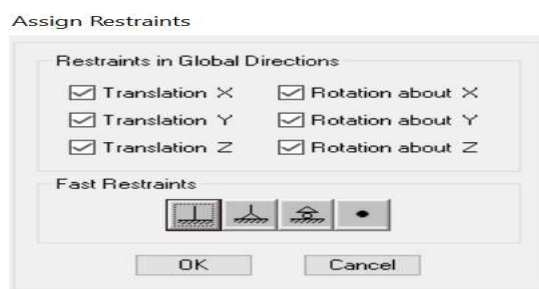 Assign Restraints
Restraints in Global Directions
Translation X Rotation about X
Translation Y Rotation about Y
Translation Z Rotation about Z
Fast Restraints
OK Cancel